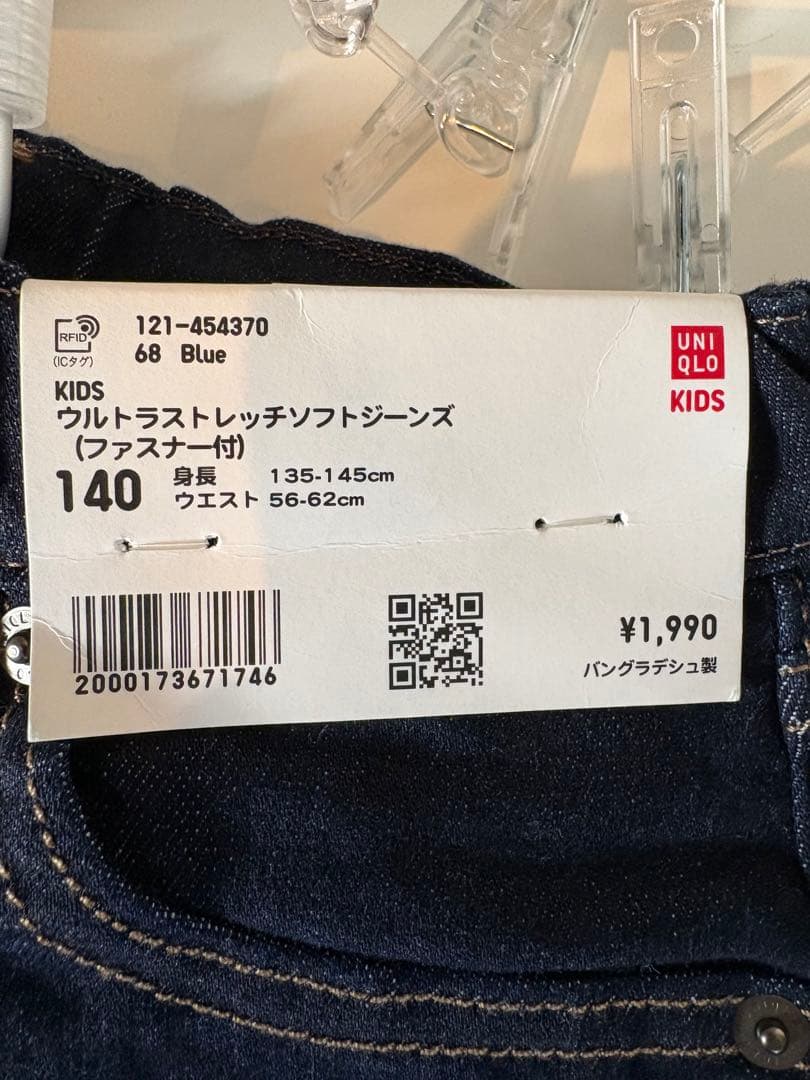 RFID
(ICタグ)
121-454370
68 Blue
UNI
QLO
KIDS
KIDS
ウルトラストレッチソフトジーンズ
(ファスナー付)
140
身長 135-145cm
ウエスト 56-62cm
2000173671746
¥1,990
バングラデシュ製